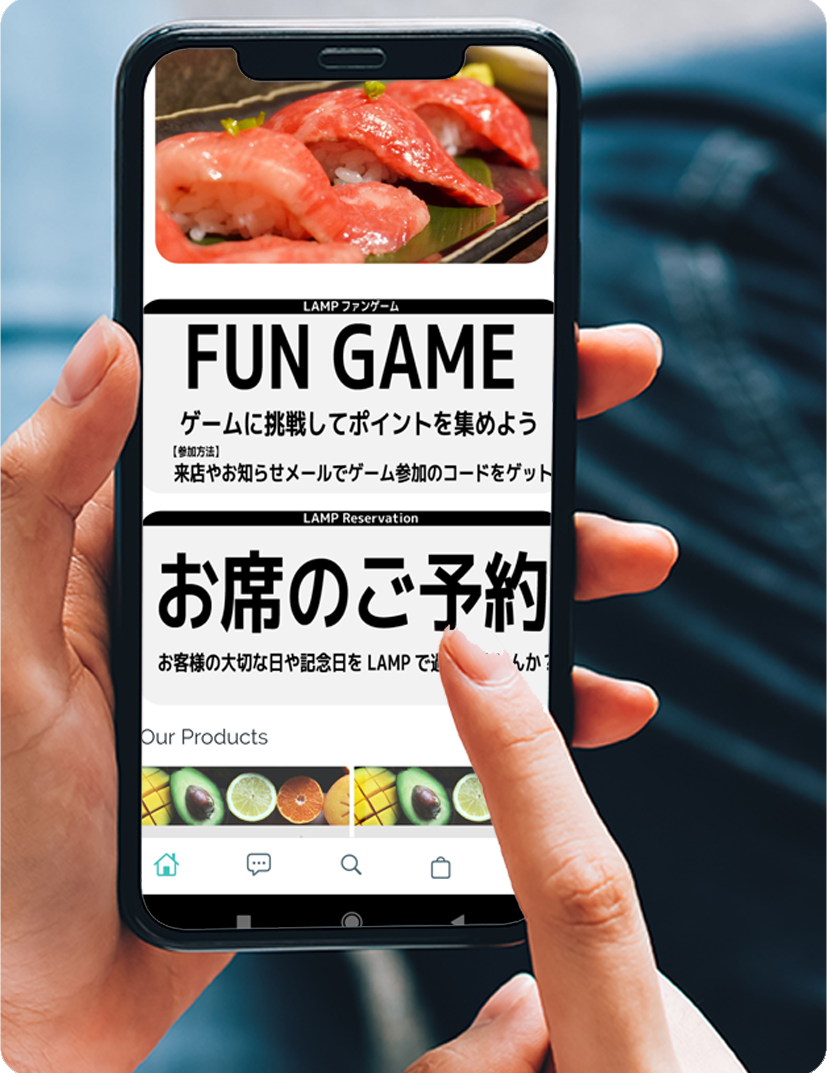 LAMP ファンゲーム
FUN GAME
ゲームに挑戦してポイントを集めよう
【参加方法】
来店やお知らせメールでゲーム参加のコードをゲット
LAMP Reservation
お席のご予約
お客様の大切な日や記念日を LAMP で過 んか？
Our Products